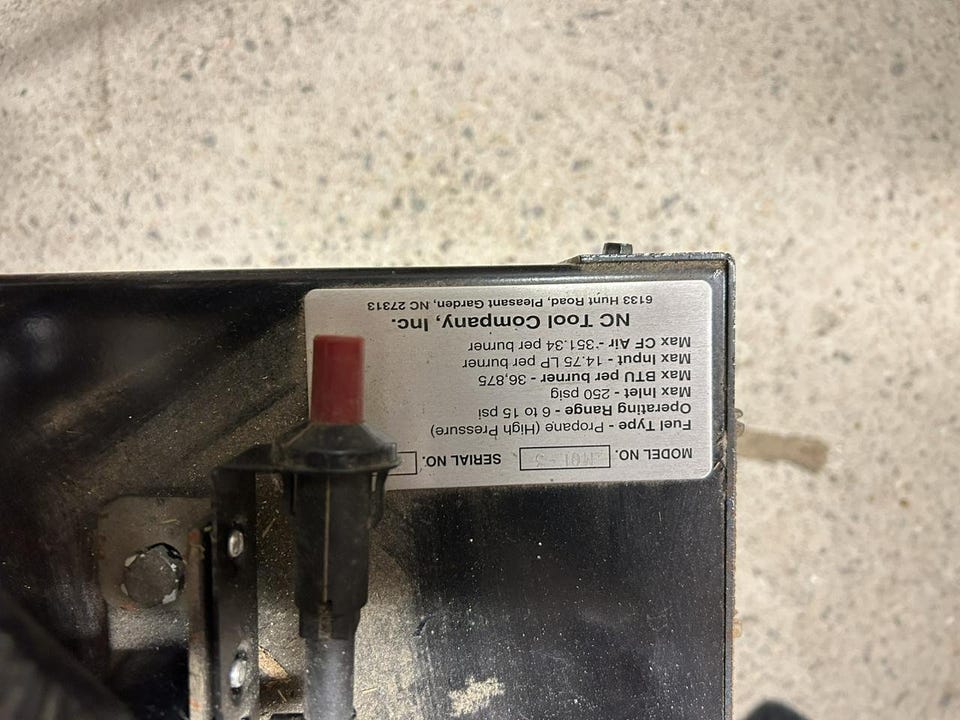 MODEL NO. SERIAL NO.
Fuel Type - Propane (High Pressure)
Operating Range - 6 to 15 psi
Max Inlet - 250 psig
Max BTU per burner - 36,875
Max Input - 14.75 LP per burner
Max CF Air - 351.34 per burner
NC Tool Company, Inc.
6133 Hunt Road, Pleasant Garden, NC 27313